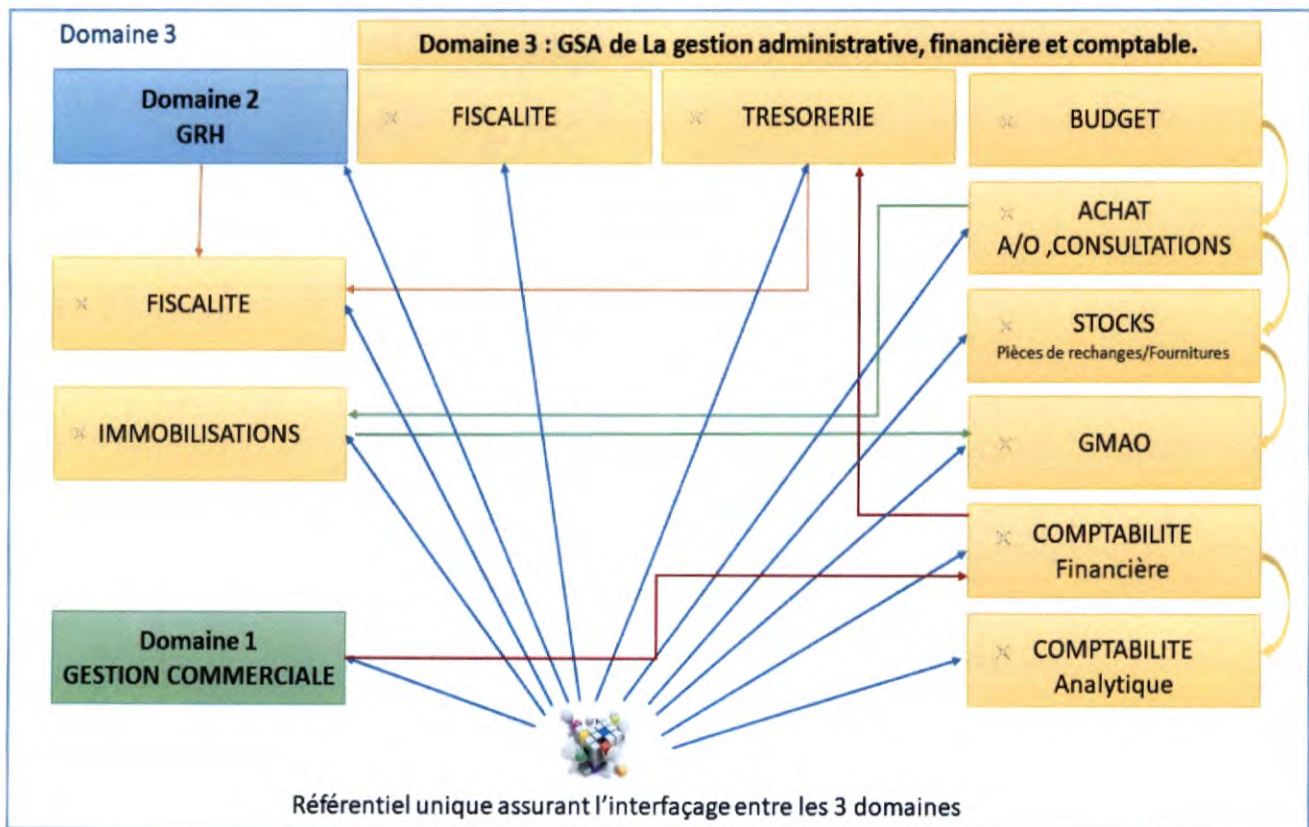 Domaine 3
Domaine 3 : GSA de La gestion administrative, financière et comptable.
Domaine 2
GRH
FISCALITE
TRESORERIE
BUDGET
ACHAT
A/O ,CONSULTATIONS
FISCALITE
STOCKS
Pièces de rechanges/Fournitures
IMMOBILISATIONS
GMAO
COMPTABILITE
Financière
Domaine 1
GESTION COMMERCIALE
COMPTABILITE
Analytique
Référentiel unique assurant l'interfaçage entre les 3 domaines